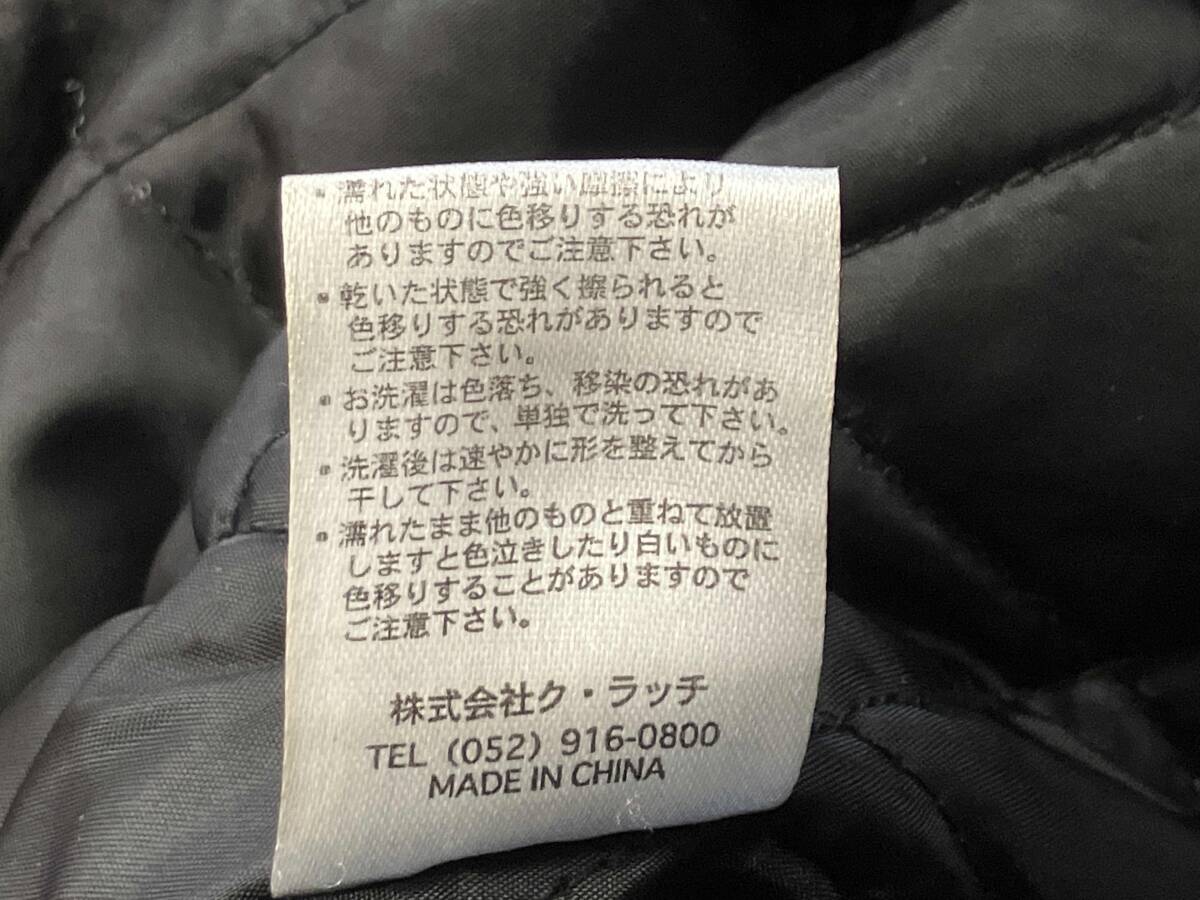 ・濡れた状態や強い摩擦により
他のものに色移りする恐れが
ありますのでご注意下さい。
・乾いた状態で強く擦られると
色移りする恐れがありますので
ご注意下さい。
・お洗濯は色落ち、移染の恐れがあ
りますので、単独で洗って下さい。
・洗濯後は速やかに形を整えてから
干して下さい。
・濡れたまま他のものと重ねて放置
しますと色泣きしたり白いものに
色移りすることがありますので
ご注意下さい。
株式会社ク・ラッチ
TEL (052) 916-0800
MADE IN CHINA